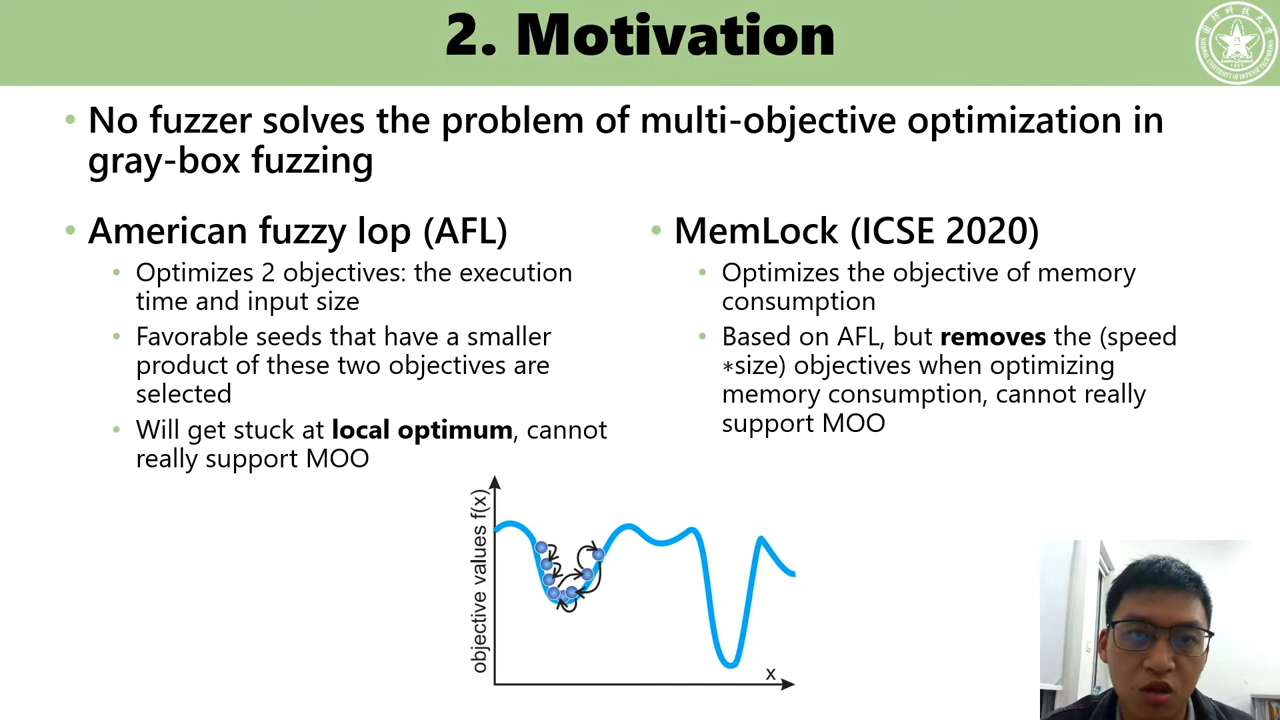 2. Motivation
• No fuzzer solves the problem of multi-objective optimization in
gray-box fuzzing
• American fuzzy lop (AFL)
• Optimizes 2 objectives: the execution
time and input size
• Favorable seeds that have a smaller
product of these two objectives are
selected
• Will get stuck at local optimum, cannot
really support MOO
• MemLock (ICSE 2020)
• Optimizes the objective of memory
consumption
• Based on AFL, but removes the (speed
*size) objectives when optimizing
memory consumption, cannot really
support MOO
objective values f(x)
x